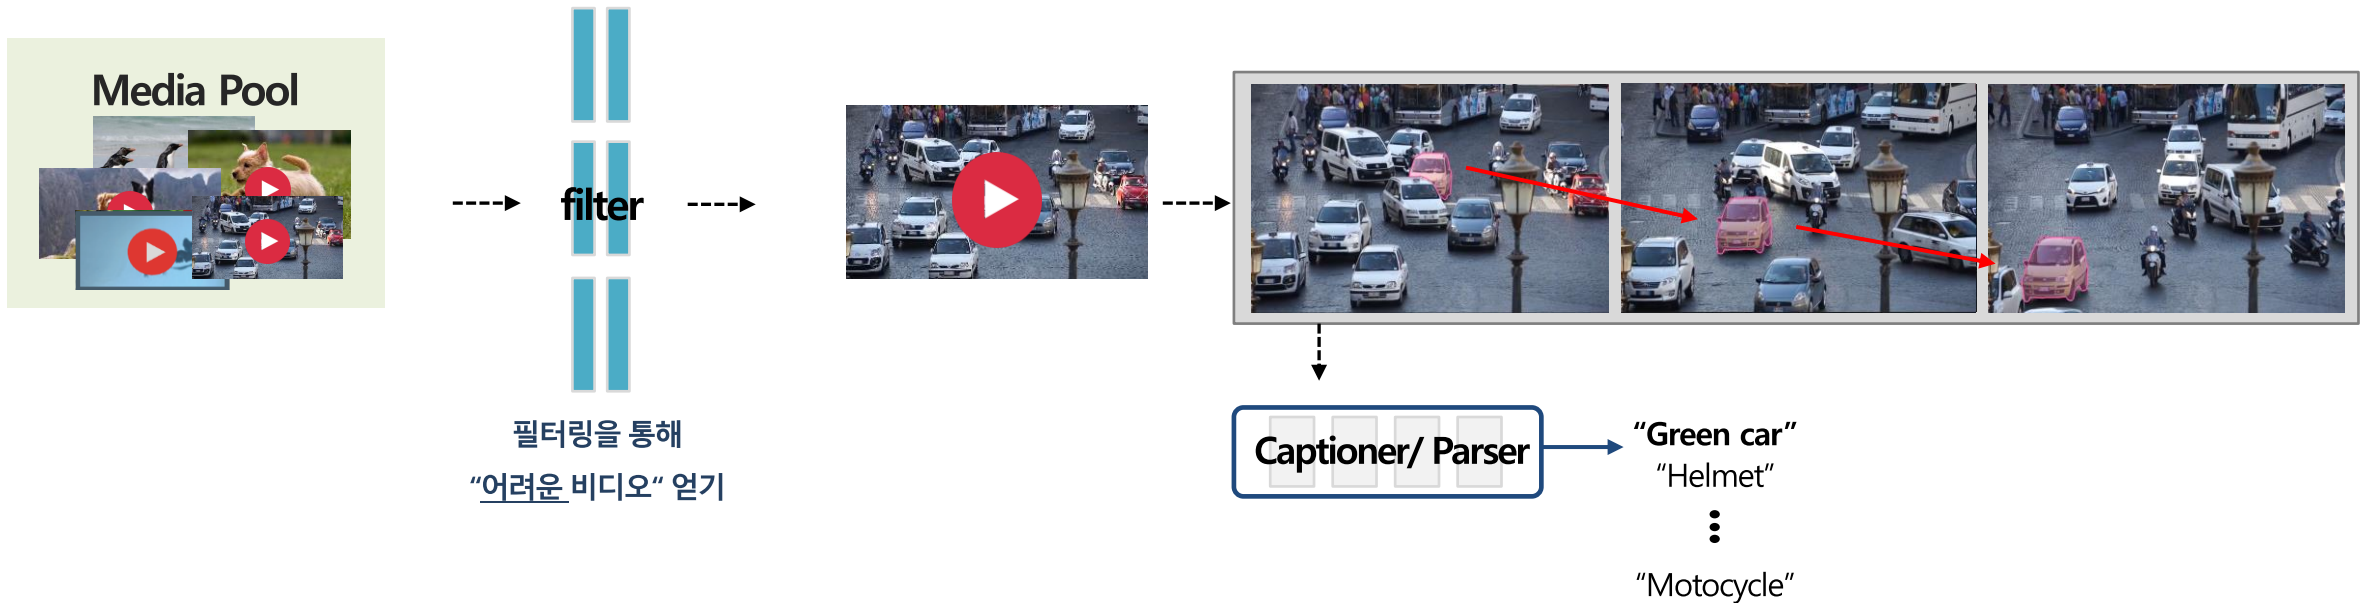 Media Pool
filter
필터링을 통해
“어려운 비디오“ 얻기
Captioner/ Parser
“Green car”
“Helmet”
“Motocycle”